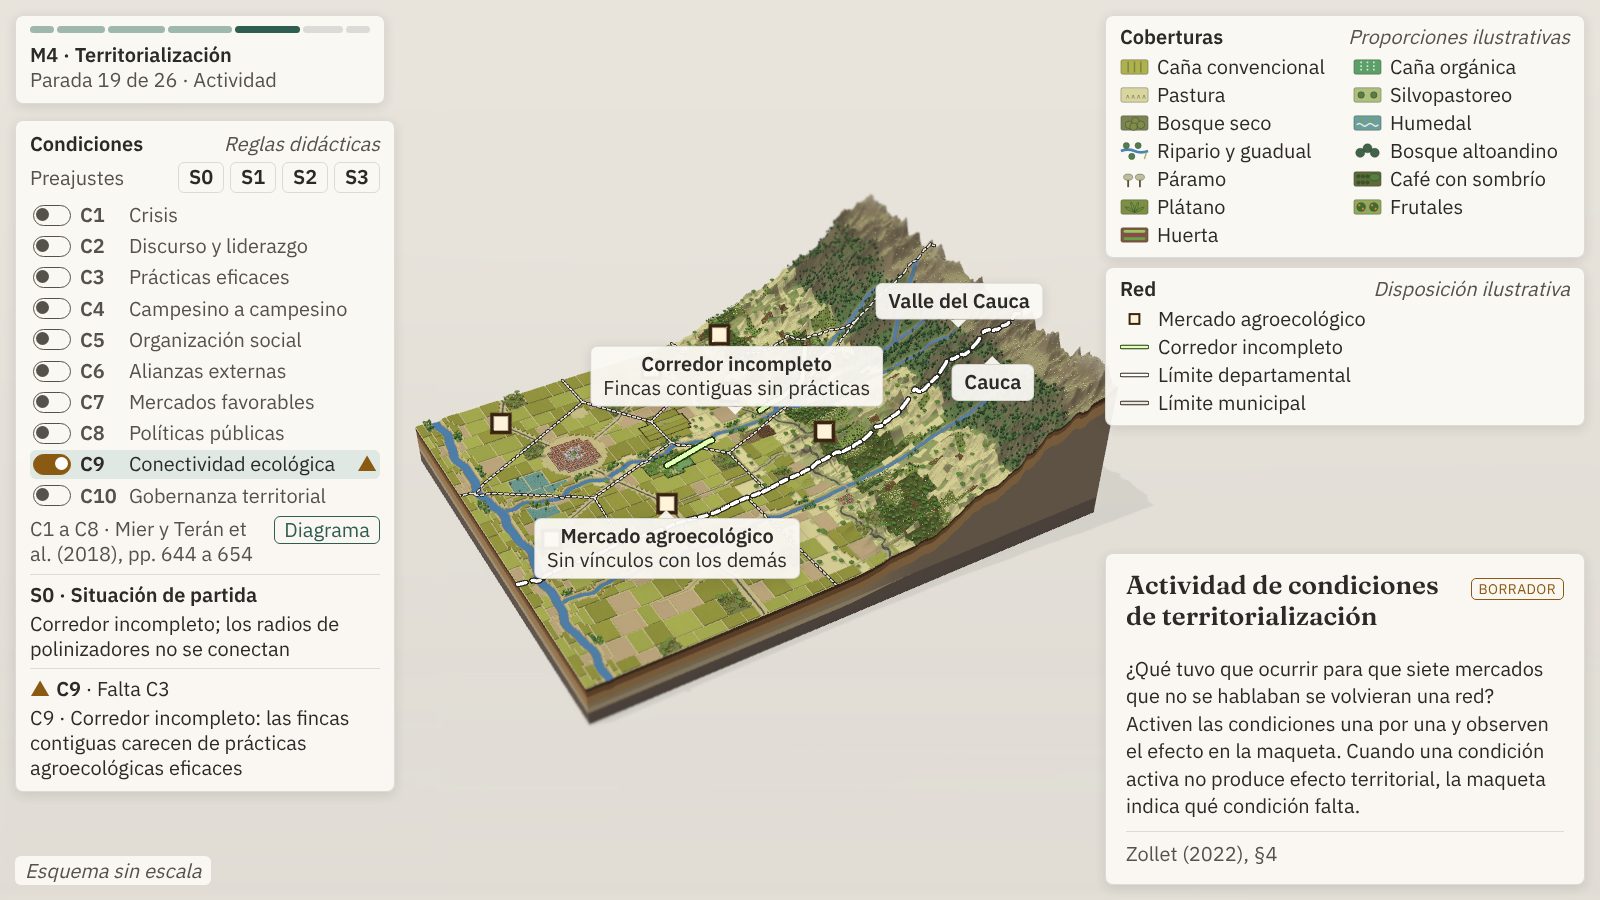 M4 · Territorialización
Parada 19 de 26 · Actividad
Condiciones
Reglas didácticas
Preajustes
S0
S1
S2
S3
C1 Crisis
C2 Discurso y liderazgo
C3 Prácticas eficaces
C4 Campesino a campesino
C5 Organización social
C6 Alianzas externas
C7 Mercados favorables
C8 Políticas públicas
C9 Conectividad ecológica
C10 Gobernanza territorial
C1 a C8 · Mier y Terán et
al. (2018), pp. 644 a 654
Diagrama
S0 · Situación de partida
Corredor incompleto; los radios de
polinizadores no se conectan
C9 · Falta C3
C9 · Corredor incompleto: las fincas
contiguas carecen de prácticas
agroecológicas eficaces
Esquema sin escala
Valle del Cauca
Corredor incompleto
Fincas contiguas sin prácticas
Cauca
Mercado agroecológico
Sin vínculos con los demás
Coberturas
Proporciones ilustrativas
Caña convencional
Caña orgánica
Pastura
Silvopastoreo
Bosque seco
Humedal
Ripario y guadual
Bosque altoandino
Páramo
Café con sombrío
Plátano
Frutales
Huerta
Red
Disposición ilustrativa
Mercado agroecológico
Corredor incompleto
Límite departamental
Límite municipal
Actividad de condiciones
de territorialización
BORRADOR
¿Qué tuvo que ocurrir para que siete mercados
que no se hablaban se volvieran una red?
Activen las condiciones una por una y observen
el efecto en la maqueta. Cuando una condición
activa no produce efecto territorial, la maqueta
indica qué condición falta.
Zollet (2022), §4